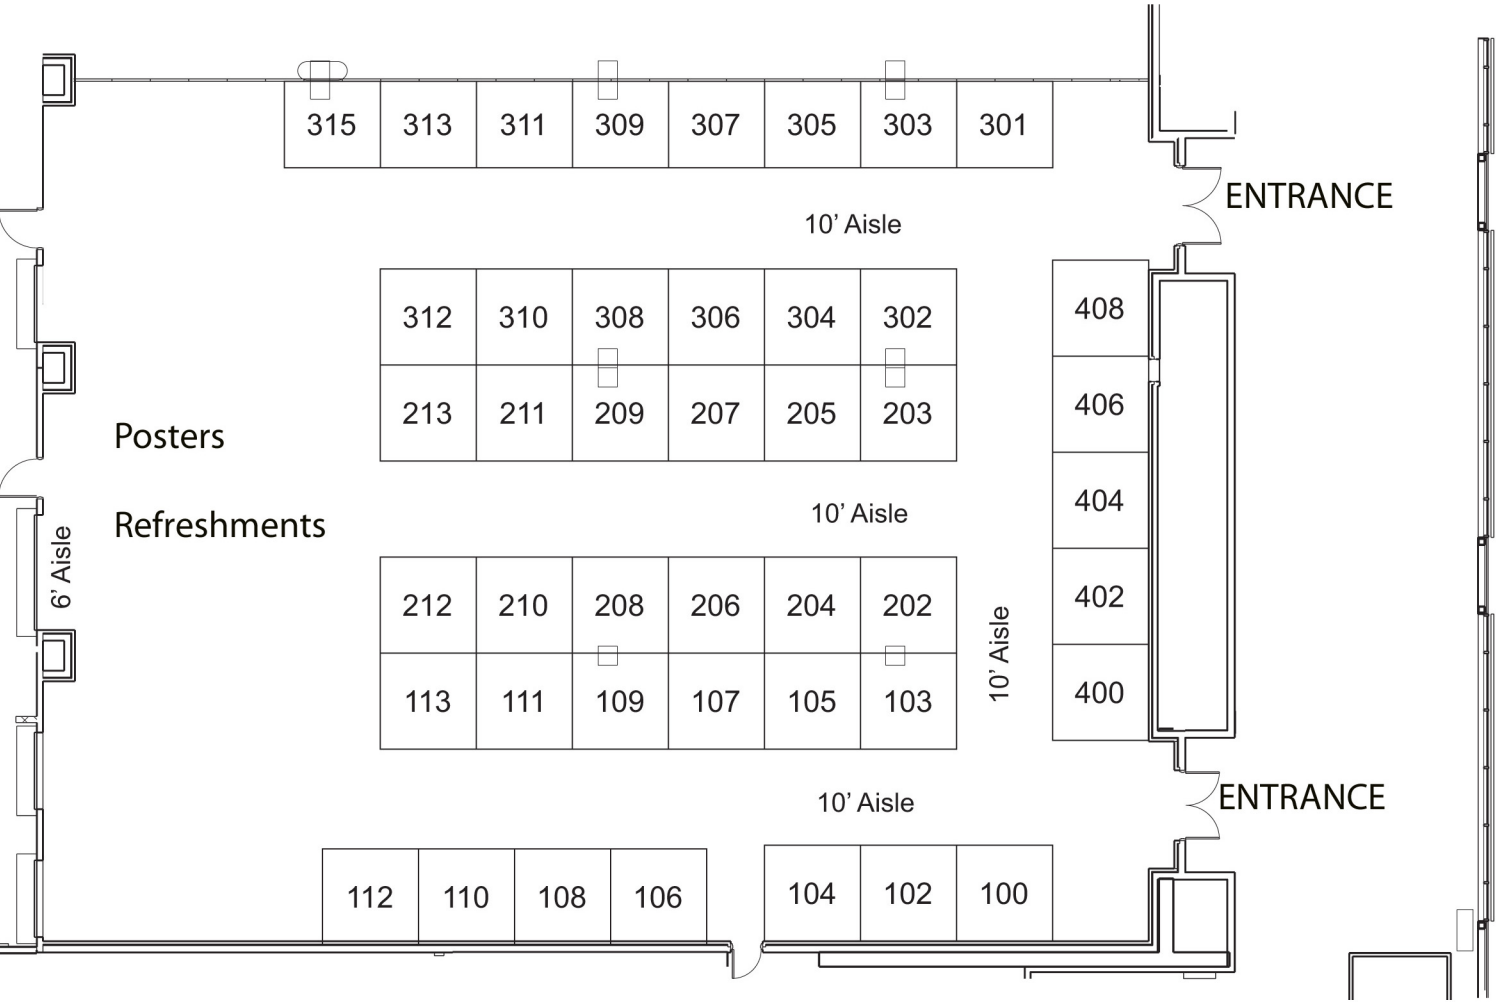 315 313 311 309 307 305 303 301
ENTRANCE
10’ Aisle
312 310 308 306 304 302
408
213 211 209 207 205 203
406
Posters
404
10’ Aisle
Refreshments
6’ Aisle
212 210 208 206 204 202
402
10’ Aisle
113 111 109 107 105 103
400
10’ Aisle
ENTRANCE
112 110 108 106
104 102 100